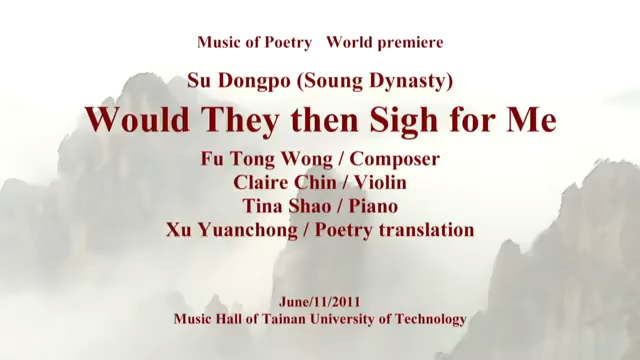 Music of Poetry World premiere
Su Dongpo (Soung Dynasty)
Would They then Sigh for Me
Fu Tong Wong / Composer
Claire Chin / Violin
Tina Shao / Piano
Xu Yuanchong / Poetry translation
June/11/2011
Music Hall of Tainan University of Technology